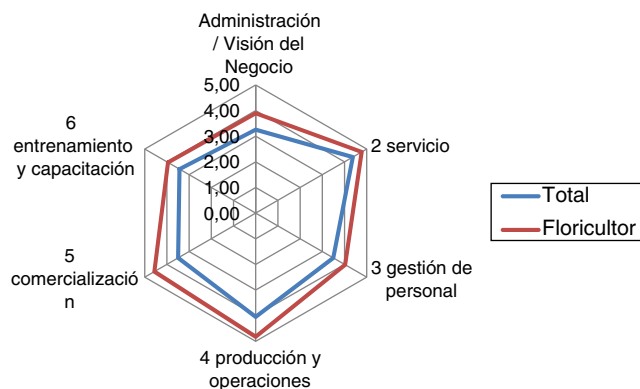 Administración
/ Visión del
Negocio
5,00
4,00
3,00
2,00
1,00
0,00
2 servicio
3 gestión de
personal
4 producción y
operaciones
5
comercializació
n
6
entrenamiento
y capacitación
Total
Floricultor